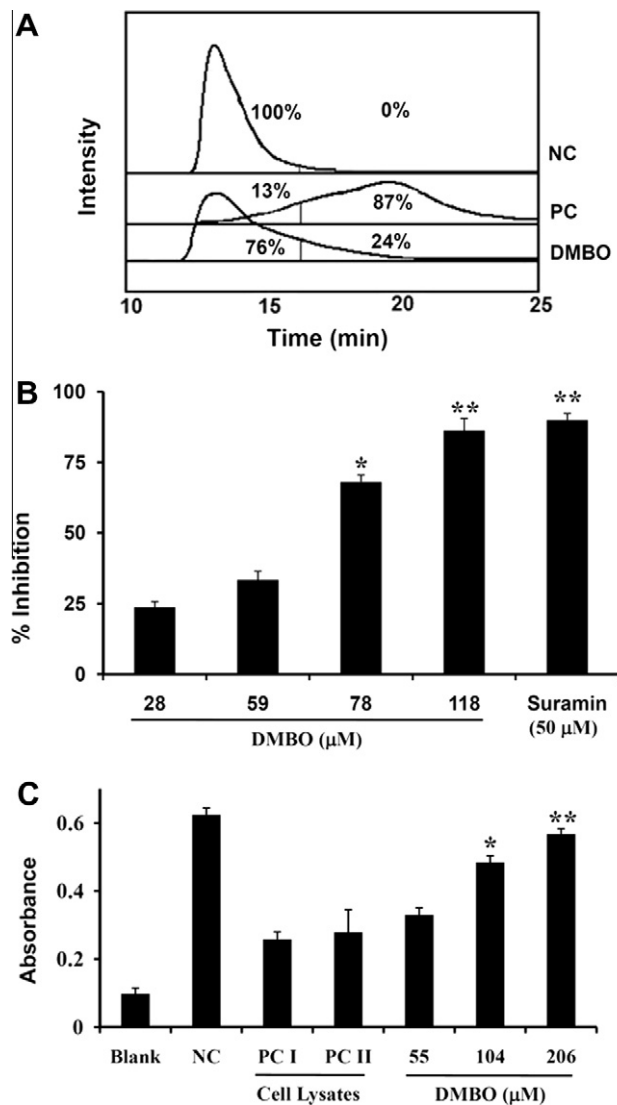 A
Intensity
100% 0%
NC
13% 87%
PC
76% 24%
DMBO
10 15 20 25
Time (min)
B
% Inhibition
100
75
50
25
0
* ** **
28 59 78 118 Suramin
(50 µM)
DMBO (µM)
C
Absorbance
0.6
0.4
0.2
0
* **
Blank NC PC I PC II 55 104 206
Cell Lysates DMBO (µM)